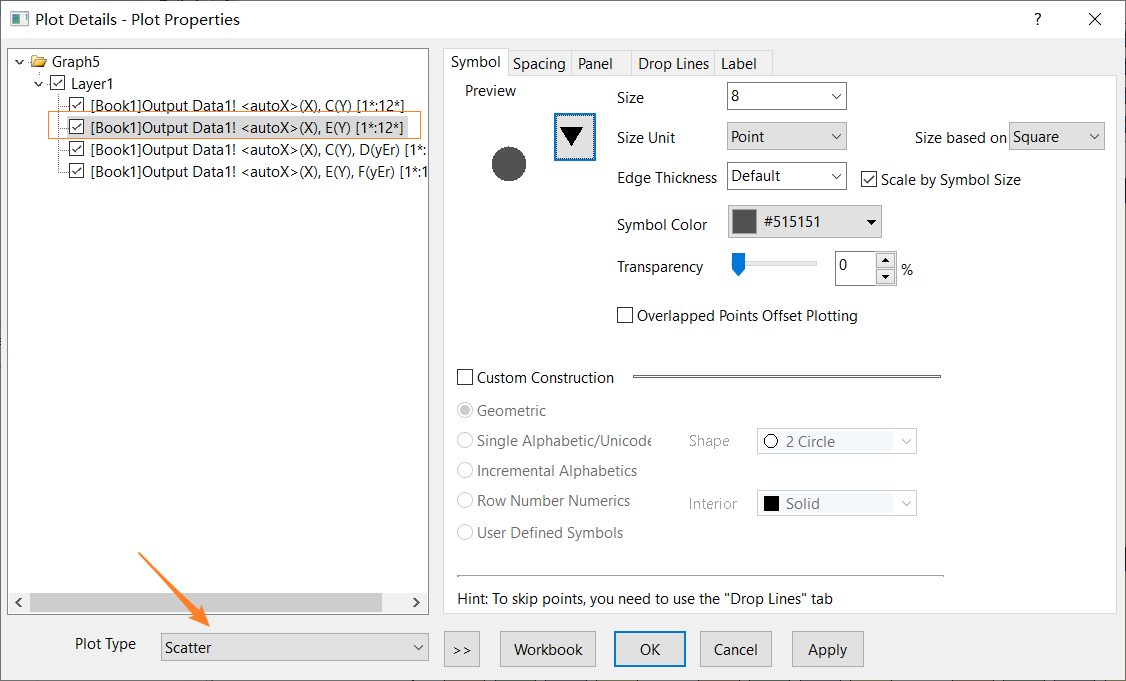 Plot Details - Plot Properties
?
Graph5
Layer1
[Book1]Output Data1! <autoX>(X), C(Y) [1*:12*]
[Book1]Output Data1! <autoX>(X), E(Y) [1*:12*]
[Book1]Output Data1! <autoX>(X), C(Y), D(yEr) [1*:
[Book1]Output Data1! <autoX>(X), E(Y), F(yEr) [1*:1
Plot Type
Scatter
Symbol Spacing Panel Drop Lines Label
Preview
Size 8
Size Unit Point Size based on Square
Edge Thickness Default Scale by Symbol Size
Symbol Color #515151
Transparency 0 %
Overlapped Points Offset Plotting
Custom Construction
Geometric
Single Alphabetic/Unicode Shape 2 Circle
Incremental Alphabetics
Row Number Numerics Interior Solid
User Defined Symbols
Hint: To skip points, you need to use the "Drop Lines" tab
>> Workbook OK Cancel Apply